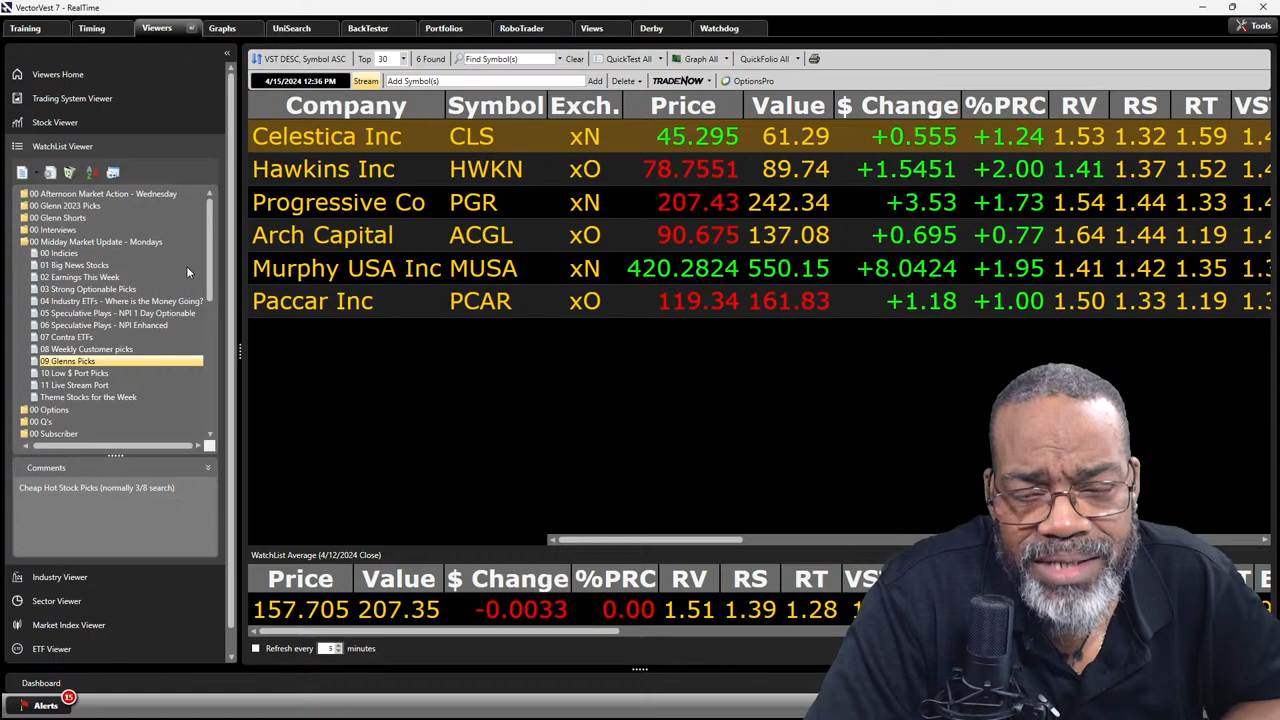 VectorVest 7 - RealTime
Training Timing Viewers Graphs UniSearch BackTester Portfolios RoboTrader Views Derby Watchdog Tools
VST DESC, Symbol ASC Top 30 6 Found Find Symbol(s) Clear QuickTest All Graph All QuickFolio All
4/15/2024 12:36 PM Stream Add Symbol(s) Add Delete TRADENOW OptionsPro
Viewers Home
Trading System Viewer
Stock Viewer
WatchList Viewer
00 Afternoon Market Action - Wednesday
00 Glenn 2023 Picks
00 Glenn Shorts
00 Interviews
00 Midday Market Update - Mondays
00 Indicies
01 Big News Stocks
02 Earnings This Week
03 Strong Optionable Picks
04 Industry ETFs - Where is the Money Going?
05 Speculative Plays - NPI 1 Day Optionable
06 Speculative Plays - NPI Enhanced
07 Contra ETFs
08 Weekly Customer picks
09 Glenns Picks
10 Low $ Port Picks
11 Live Stream Port
Theme Stocks for the Week
00 Options
00 Q's
00 Subscriber
Comments
Cheap Hot Stock Picks (normally 3/8 search)
Industry Viewer
Sector Viewer
Market Index Viewer
ETF Viewer
Company Symbol Exch. Price Value $ Change %PRC RV RS RT VS
Celestica Inc CLS xN 45.295 61.29 +0.555 +1.24 1.53 1.32 1.59 1.4
Hawkins Inc HWKN xO 78.7551 89.74 +1.5451 +2.00 1.41 1.37 1.52 1.4
Progressive Co PGR xN 207.43 242.34 +3.53 +1.73 1.54 1.44 1.33 1.4
Arch Capital ACGL xO 90.675 137.08 +0.695 +0.77 1.64 1.44 1.19 1.4
Murphy USA Inc MUSA xN 420.2824 550.15 +8.0424 +1.95 1.41 1.42 1.35 1.
Paccar Inc PCAR xO 119.34 161.83 +1.18 +1.00 1.50 1.33 1.19 1.3
WatchList Average (4/12/2024 Close)
Price Value $ Change %PRC RV RS RT VS
157.705 207.35 -0.0033 0.00 1.51 1.39 1.28
Refresh every 5 minutes
Dashboard
Alerts 15